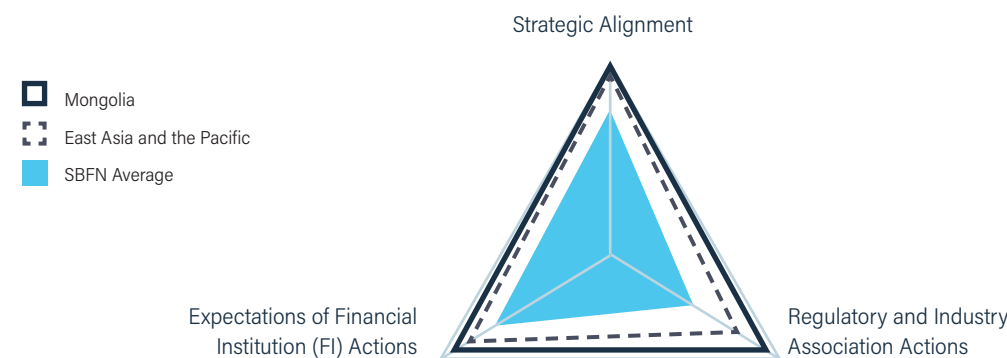 Strategic Alignment
Mongolia
East Asia and the Pacific
SBFN Average
Expectations of Financial
Institution (FI) Actions
Regulatory and Industry
Association Actions